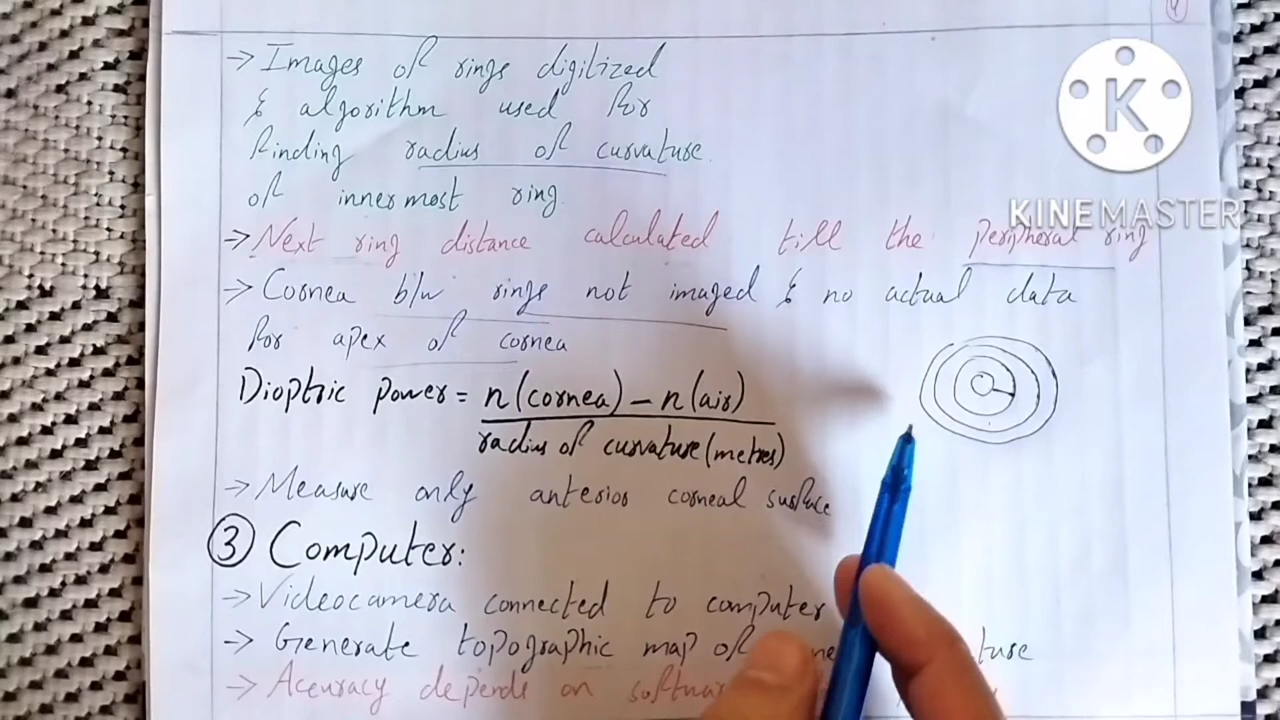 4
→ Images of rings digitized
& algorithm used for
finding radius of curvature.
of innermost ring.
→ Next ring distance calculated till the peripheral ring
→ Cornea b/w rings not imaged & no actual data
for apex of cornea
Dioptric power = n(cornea) - n(air)
radius of curvature (metres)
→ Measure only anterior corneal surface
③ Computer:
→ Videocamera connected to computer
→ Generate topographic map of
→ Accuracy depends on
K
KINEMASTER